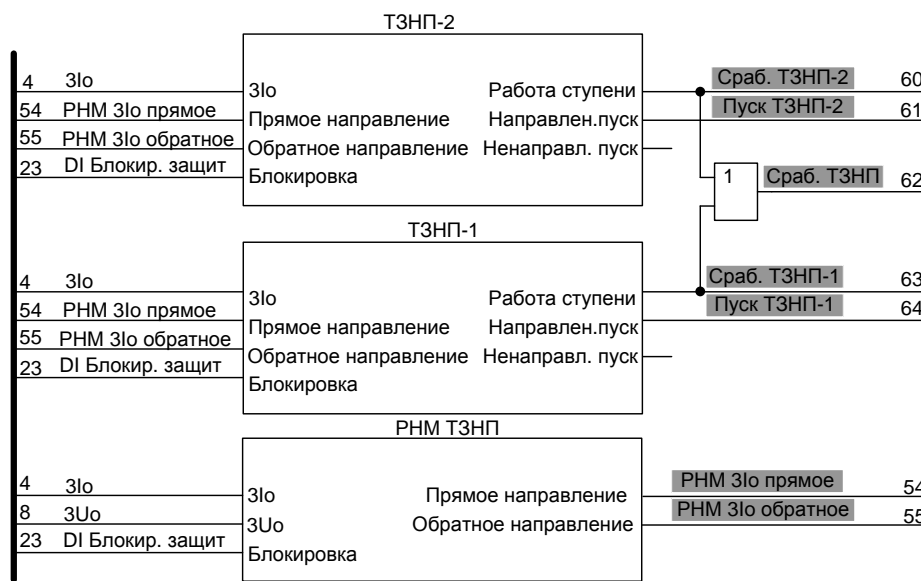 ТЗНП-2
4 3Io
54 РНМ 3Io прямое
55 РНМ 3Io обратное
23 DI Блокир. защит
3Io
Прямое направление
Обратное направление
Блокировка
Работа ступени
Направлен.пуск
Ненаправл. пуск
Сраб. ТЗНП-2 60
Пуск ТЗНП-2 61
1
Сраб. ТЗНП 62
ТЗНП-1
4 3Io
54 РНМ 3Io прямое
55 РНМ 3Io обратное
23 DI Блокир. защит
3Io
Прямое направление
Обратное направление
Блокировка
Работа ступени
Направлен.пуск
Ненаправл. пуск
Сраб. ТЗНП-1 63
Пуск ТЗНП-1 64
РНМ ТЗНП
4 3Io
8 3Uo
23 DI Блокир. защит
3Io
3Uo
Блокировка
Прямое направление
Обратное направление
РНМ 3Io прямое 54
РНМ 3Io обратное 55